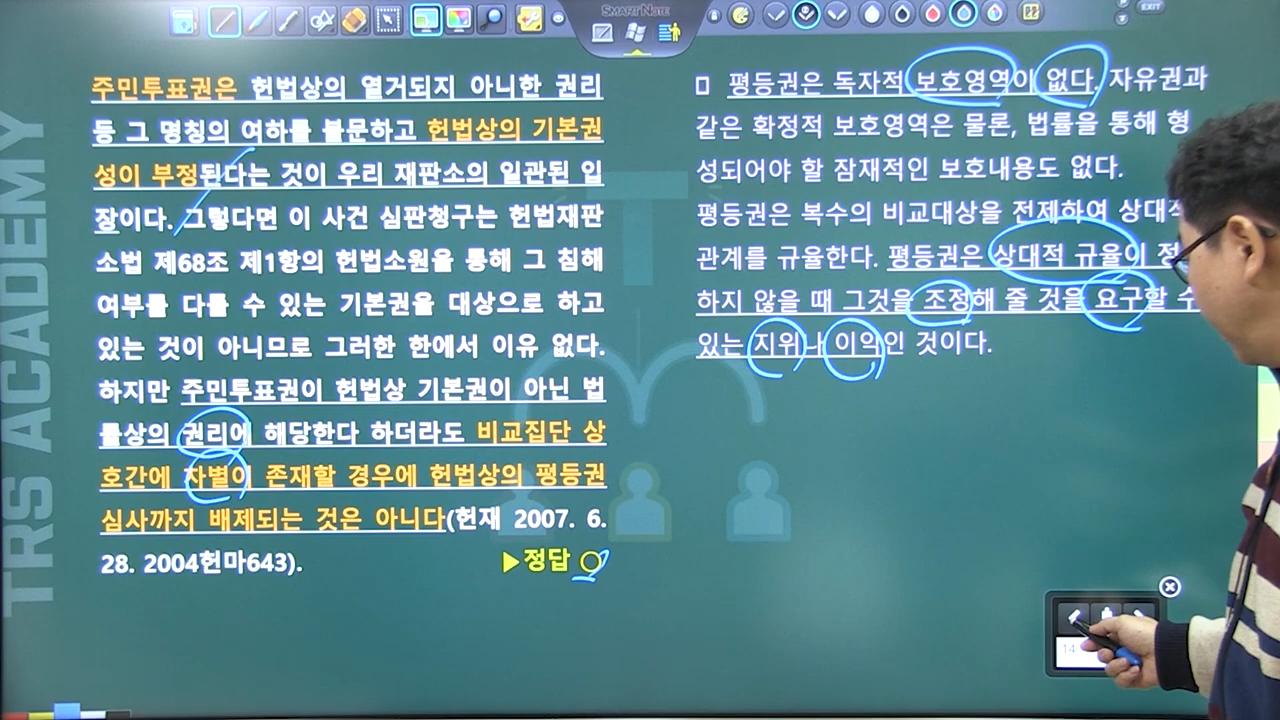 SMARTNOTE
EXIT
TRS ACADEMY
주민투표권은 헌법상의 열거되지 아니한 권리
등 그 명칭의 여하를 불문하고 헌법상의 기본권
성이 부정된다는 것이 우리 재판소의 일관된 입
장이다. 그렇다면 이 사건 심판청구는 헌법재판
소법 제68조 제1항의 헌법소원을 통해 그 침해
여부를 다툴 수 있는 기본권을 대상으로 하고
있는 것이 아니므로 그러한 한에서 이유 없다.
하지만 주민투표권이 헌법상 기본권이 아닌 법
률상의 권리에 해당한다 하더라도 비교집단 상
호간에 차별이 존재할 경우에 헌법상의 평등권
심사까지 배제되는 것은 아니다(헌재 2007. 6.
28. 2004헌마643).
▶정답 ○
▯ 평등권은 독자적 보호영역이 없다. 자유권과
같은 확정적 보호영역은 물론, 법률을 통해 형
성되어야 할 잠재적인 보호내용도 없다.
평등권은 복수의 비교대상을 전제하여 상대적
관계를 규율한다. 평등권은 상대적 규율이 정
하지 않을 때 그것을 조정해 줄 것을 요구할 수
있는 지위나 이익인 것이다.
14